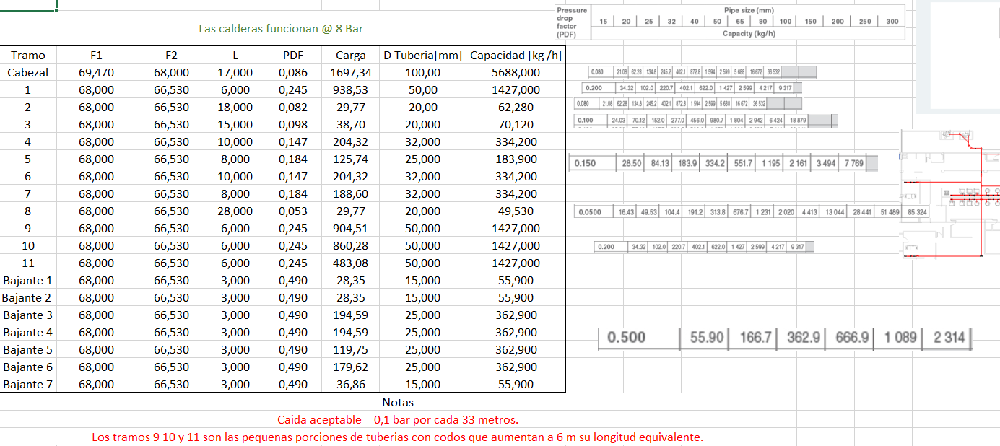 Las calderas funcionan @ 8 Bar
Tramo F1 F2 L PDF Carga D Tuberia[mm] Capacidad [kg /h]
Cabezal 69,470 68,000 17,000 0,086 1697,34 100,00 5688,000
1 68,000 66,530 6,000 0,245 938,53 50,00 1427,000
2 68,000 66,530 18,000 0,082 29,77 20,00 62,280
3 68,000 66,530 15,000 0,098 38,70 20,000 70,120
4 68,000 66,530 10,000 0,147 204,32 32,000 334,200
5 68,000 66,530 8,000 0,184 125,74 25,000 183,900
6 68,000 66,530 10,000 0,147 204,32 32,000 334,200
7 68,000 66,530 8,000 0,184 188,60 32,000 334,200
8 68,000 66,530 28,000 0,053 29,77 20,000 49,530
9 68,000 66,530 6,000 0,245 904,51 50,000 1427,000
10 68,000 66,530 6,000 0,245 860,28 50,000 1427,000
11 68,000 66,530 6,000 0,245 483,08 50,000 1427,000
Bajante 1 68,000 66,530 3,000 0,490 28,35 15,000 55,900
Bajante 2 68,000 66,530 3,000 0,490 28,35 15,000 55,900
Bajante 3 68,000 66,530 3,000 0,490 194,59 25,000 362,900
Bajante 4 68,000 66,530 3,000 0,490 194,59 25,000 362,900
Bajante 5 68,000 66,530 3,000 0,490 119,75 25,000 362,900
Bajante 6 68,000 66,530 3,000 0,490 179,62 25,000 362,900
Bajante 7 68,000 66,530 3,000 0,490 36,86 15,000 55,900
Notas
Caida aceptable = 0,1 bar por cada 33 metros.
Los tramos 9 10 y 11 son las pequenas porciones de tuberias con codos que aumentan a 6 m su longitud equivalente.
Pressure
drop
factor
(PDF)
Pipe size (mm)
15 20 25 32 40 50 65 80 100 150 200 250 300
Capacity (kg/h)
0.080 21.08 62.28 134.8 245.2 402.1 872.8 1 594 2 599 5 688 16 672 36 532
0.200 34.32 102.0 220.7 402.1 622.0 1 427 2 599 4 217 9 317
0.080 21.08 62.28 134.8 245.2 402.1 872.8 1 594 2 599 5 688 16 672 36 532
0.100 24.03 70.12 152.0 277.0 456.0 980.7 1 804 2 942 6 424 18 879
0.150 28.50 84.13 183.9 334.2 551.7 1 195 2 161 3 494 7 769
0.0500 16.43 49.53 104.4 191.2 313.8 676.7 1 231 2 020 4 413 13 044 28 441 51 489 85 324
0.200 34.32 102.0 220.7 402.1 622.0 1 427 2 599 4 217 9 317
0.500 55.90 166.7 362.9 666.9 1 089 2 314